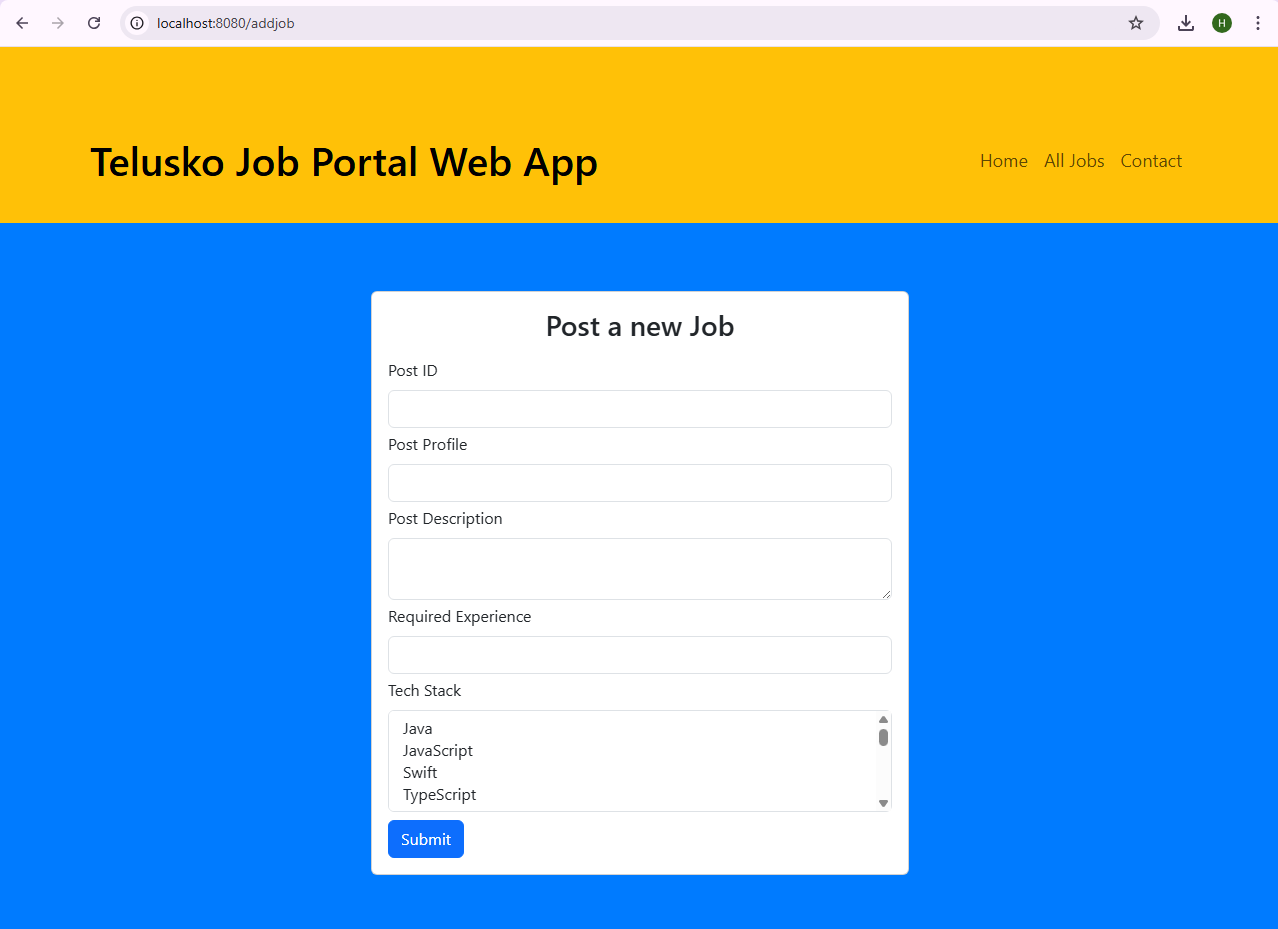 localhost:8080/addjob
H
Telusko Job Portal Web App
Home All Jobs Contact
Post a new Job
Post ID
Post Profile
Post Description
Required Experience
Tech Stack
Java
JavaScript
Swift
TypeScript
Submit